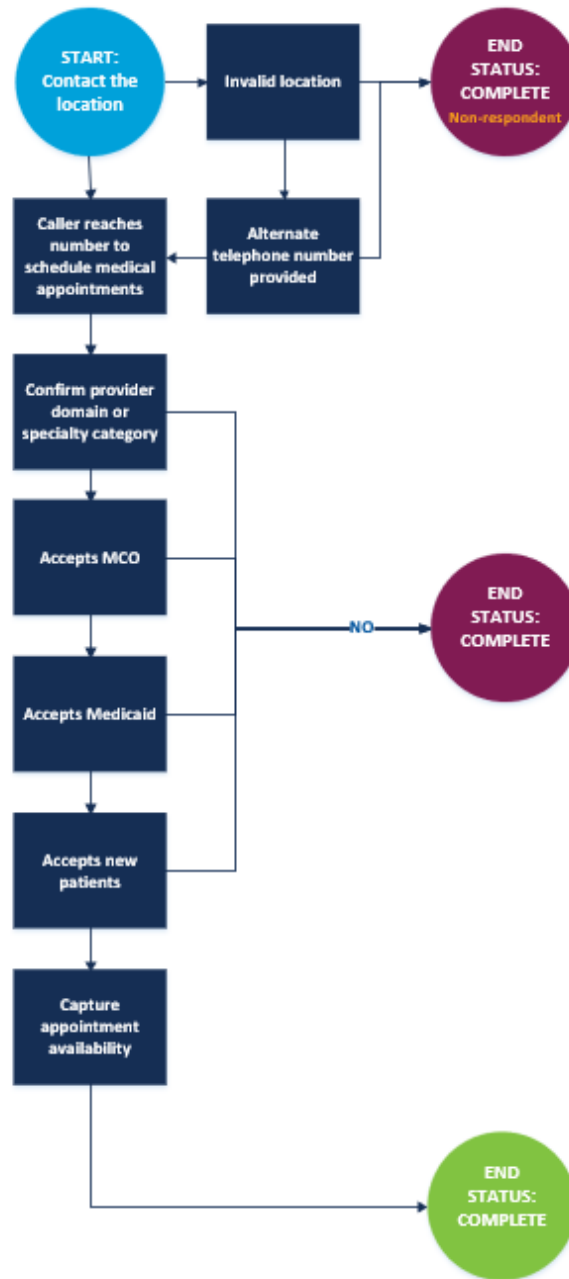 START:
Contact the
location
Invalid location
END
STATUS:
COMPLETE
Non-respondent
Caller reaches
number to
schedule medical
appointments
Alternate
telephone number
provided
Confirm provider
domain or
specialty category
Accepts MCO
NO
END
STATUS:
COMPLETE
Accepts Medicaid
Accepts new
patients
Capture
appointment
availability
END
STATUS:
COMPLETE